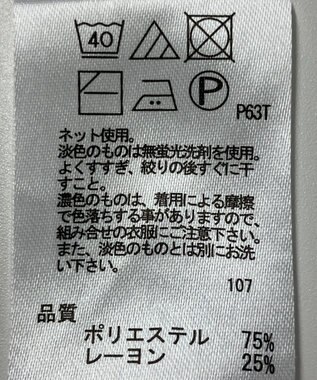 40
P
P63T
ネット使用。
淡色のものは無蛍光洗剤を使用。
よくすすぎ、絞りの後すぐに干
すこと。
濃色のものは、着用による摩擦
で色落ちする事がありますので、
組み合せの衣服にご注意下さい。
また、淡色のものとは別にお洗
い下さい。
107
品質
ポリエステル 75%
レーヨン 25%